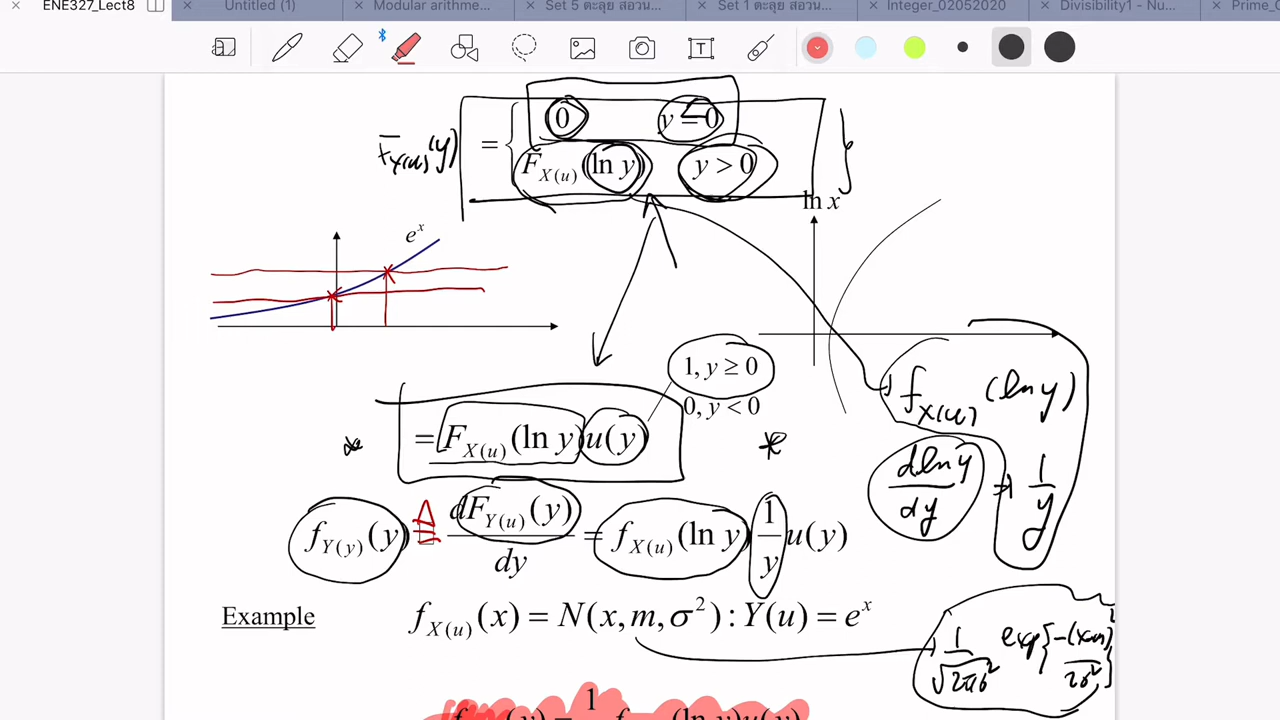 ENE327_Lect8
Untitled (1)
Modular arithme...
Set 5 ตะลุย สอวน...
Set 1 ตะลุย สอวน...
Integer_02052020
Divisibility1 - Nu...
Prime_0
F_{X(u)}(y) = { 0 y = 0
F_{X(u)}(ln y) y > 0 }
e^x
ln x
1, y ≥ 0
0, y < 0
= F_{X(u)}(ln y)u(y)
f_{X(u)}(ln y)
dlny/dy → 1/y
f_{Y(y)}(y) ≜ dF_{Y(u)}(y)/dy = f_{X(u)}(ln y) 1/y u(y)
Example f_{X(u)}(x) = N(x, m, σ²) : Y(u) = e^x
1/√(2πσ²) exp{-(x-m)²/2σ²}